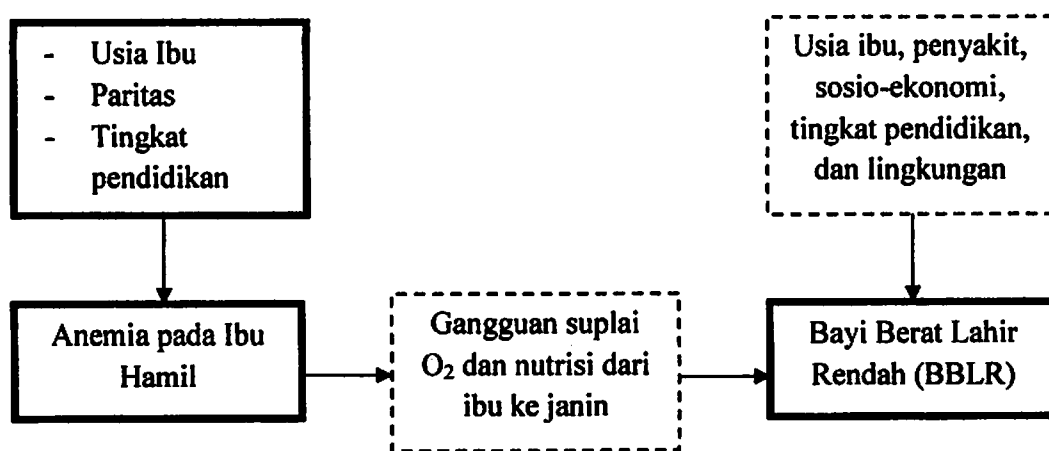 - Usia Ibu
- Paritas
- Tingkat
pendidikan
Usia ibu, penyakit,
sosio-ekonomi,
tingkat pendidikan,
dan lingkungan
Anemia pada Ibu
Hamil
Gangguan suplai
O₂ dan nutrisi dari
ibu ke janin
Bayi Berat Lahir
Rendah (BBLR)